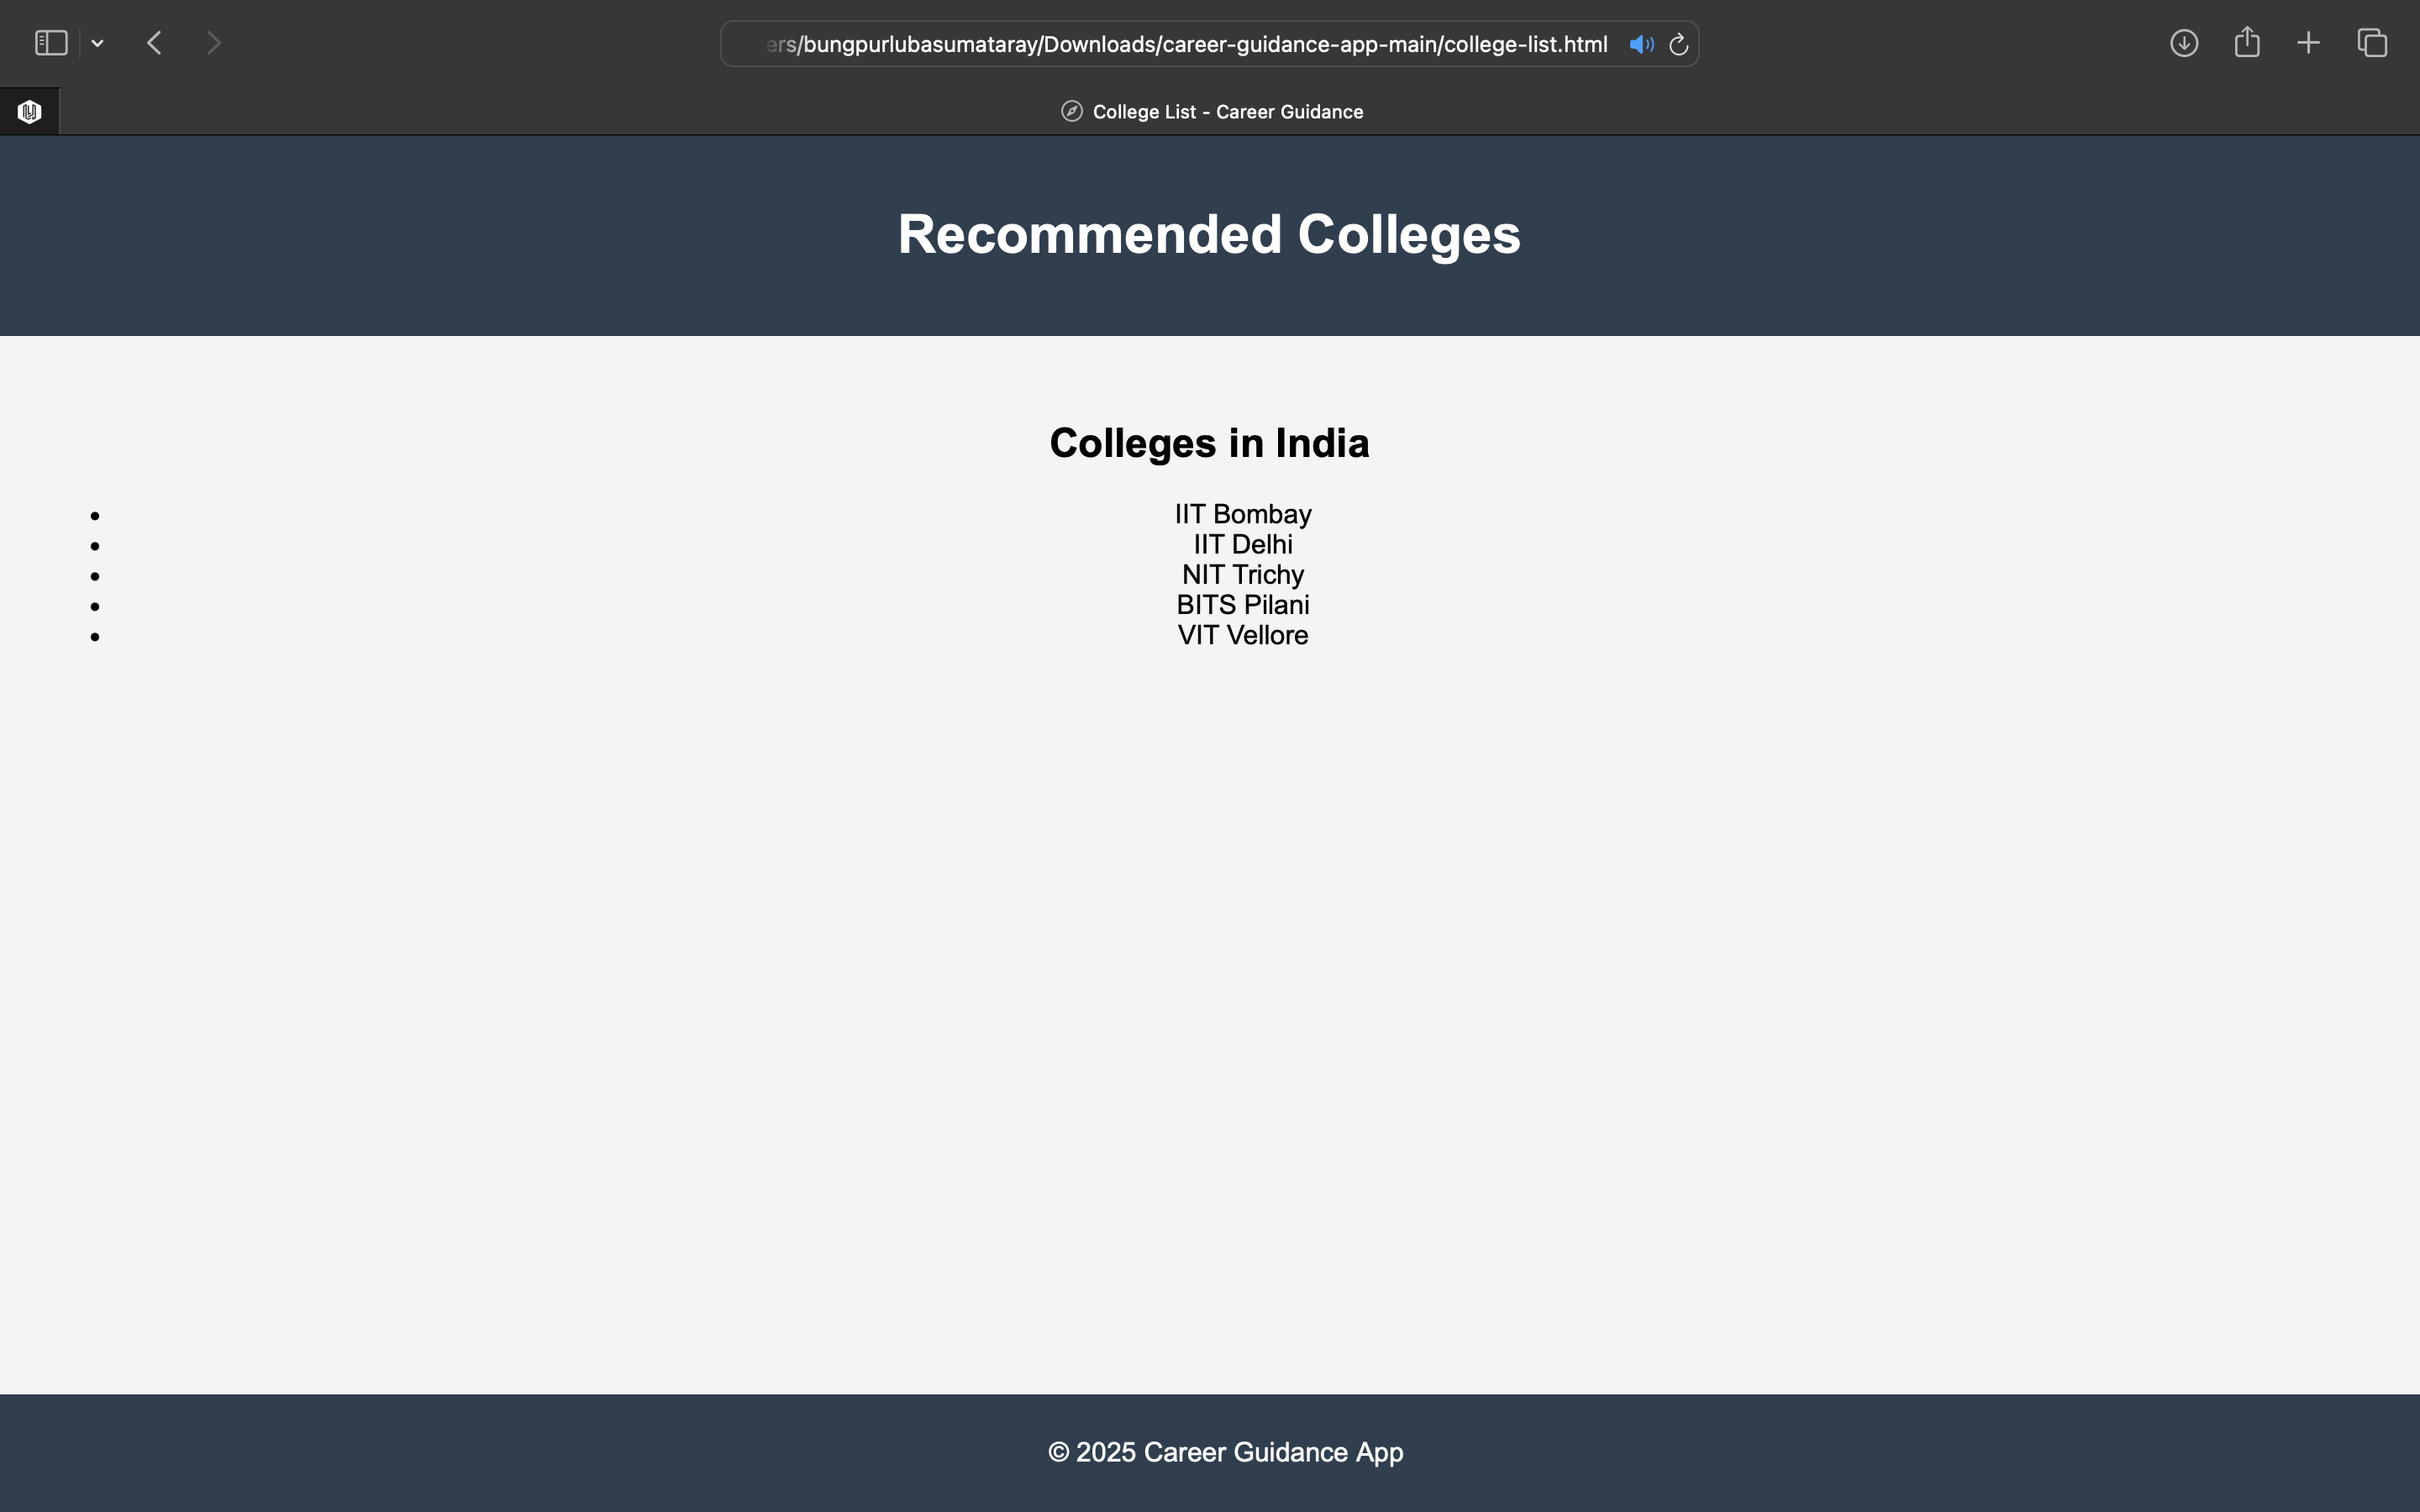 ers/bungpurlubasumataray/Downloads/career-guidance-app-main/college-list.html
College List - Career Guidance
Recommended Colleges
Colleges in India
• IIT Bombay
• IIT Delhi
• NIT Trichy
• BITS Pilani
• VIT Vellore
© 2025 Career Guidance App